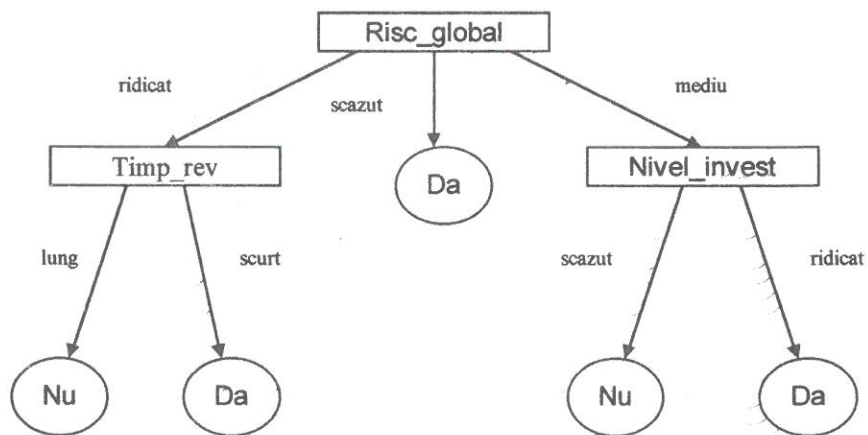 Risc_global
ridicat
scazut
mediu
Timp_rev
Da
Nivel_invest
lung
scurt
scazut
ridicat
Nu
Da
Nu
Da